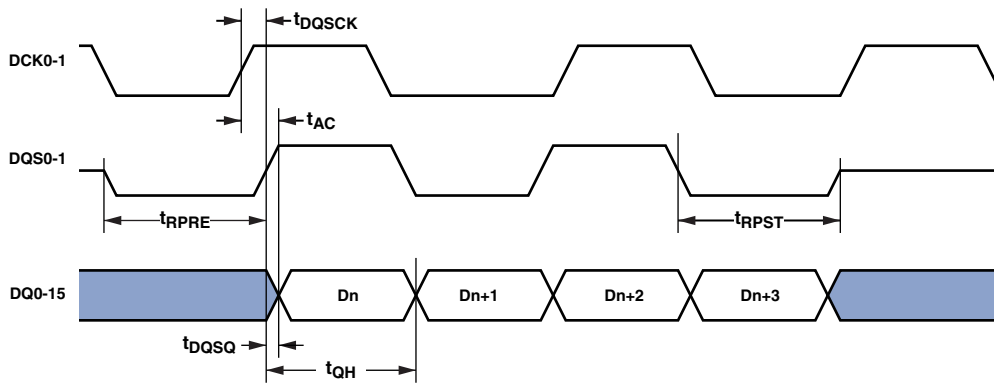 tDQSCK
DCK0-1
tAC
DQS0-1
tRPRE
tRPST
DQ0-15
Dn
Dn+1
Dn+2
Dn+3
tDQSQ
tQH